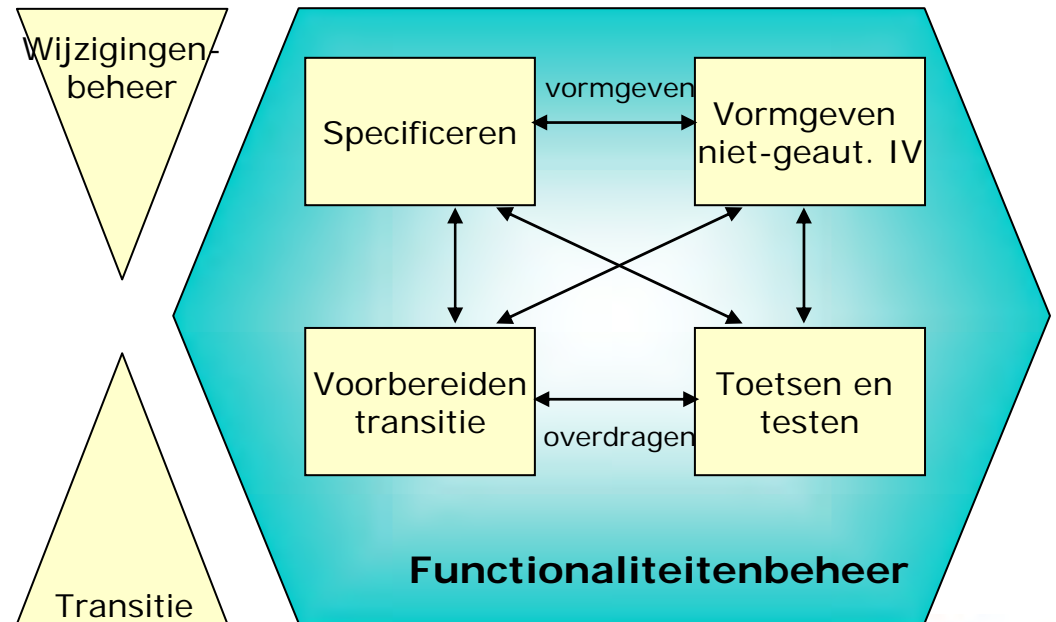 Wijzigingen-
beheer
Specificeren
vormgeven
Vormgeven
niet-geaut. IV
Voorbereiden
transitie
overdragen
Toetsen en
testen
Functionaliteitenbeheer
Transitie